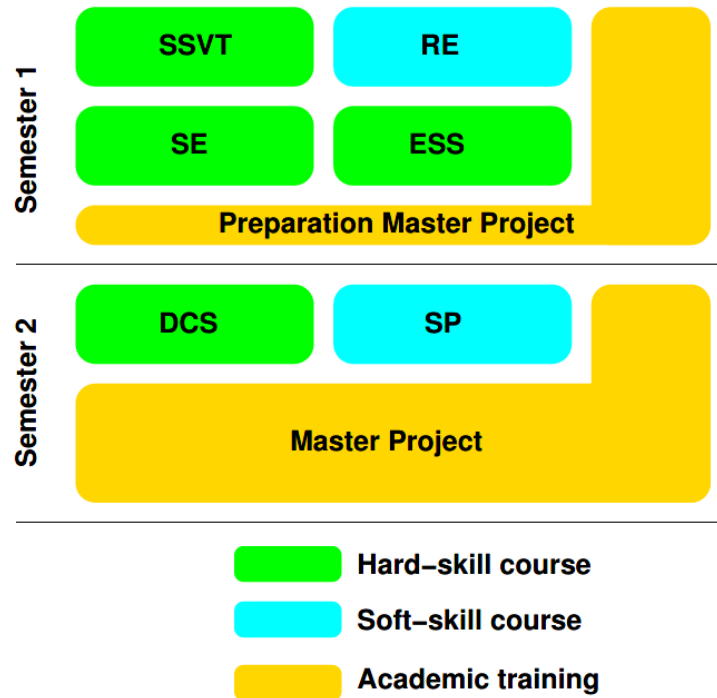 Semester 1
SSVT
RE
SE
ESS
Preparation Master Project
Semester 2
DCS
SP
Master Project
Hard-skill course
Soft-skill course
Academic training